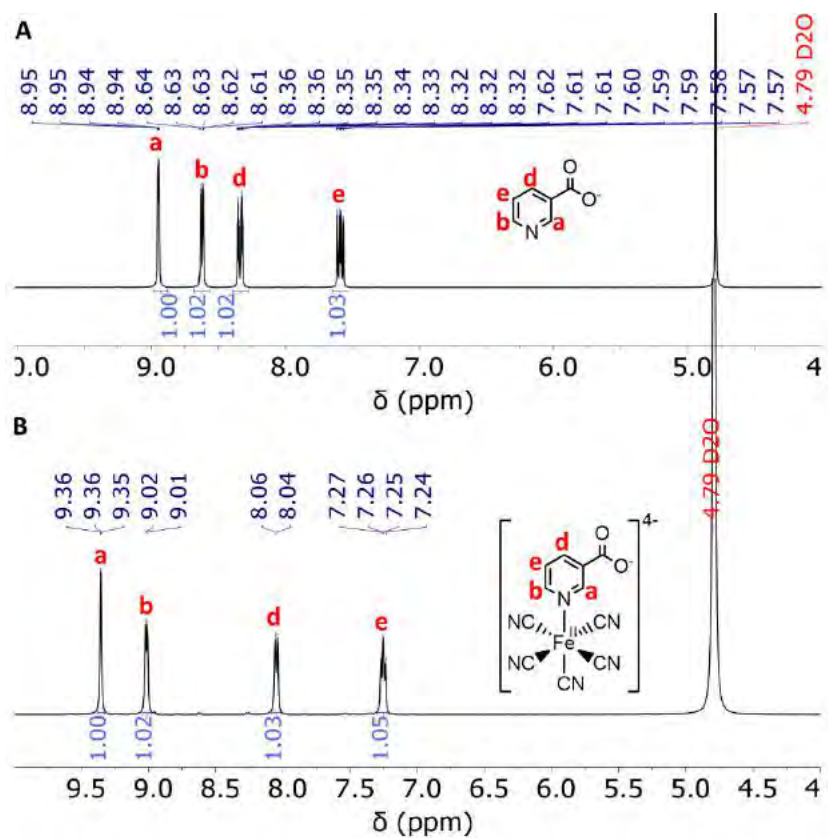 A
8.95 8.95 8.94 8.94 8.64 8.63 8.63 8.62 8.61 8.36 8.36 8.35 8.35 8.34 8.33 8.32 8.32 8.32 7.62 7.61 7.61 7.60 7.59 7.59 7.58 7.57 7.57 4.79 D2O
a
b d e
d O
e O-
b N a
1.00 1.02 1.02 1.03
0.0 9.0 8.0 7.0 6.0 5.0 4
δ (ppm)
B
9.36 9.36 9.35 9.02 9.01 8.06 8.04 7.27 7.26 7.25 7.24 4.79 D2O
a b d e
4-
d O
e O-
b N a
NC CN
FeII
NC CN
CN
1.00 1.02 1.03 1.05
9.5 9.0 8.5 8.0 7.5 7.0 6.5 6.0 5.5 5.0 4.5 4.0
δ (ppm)